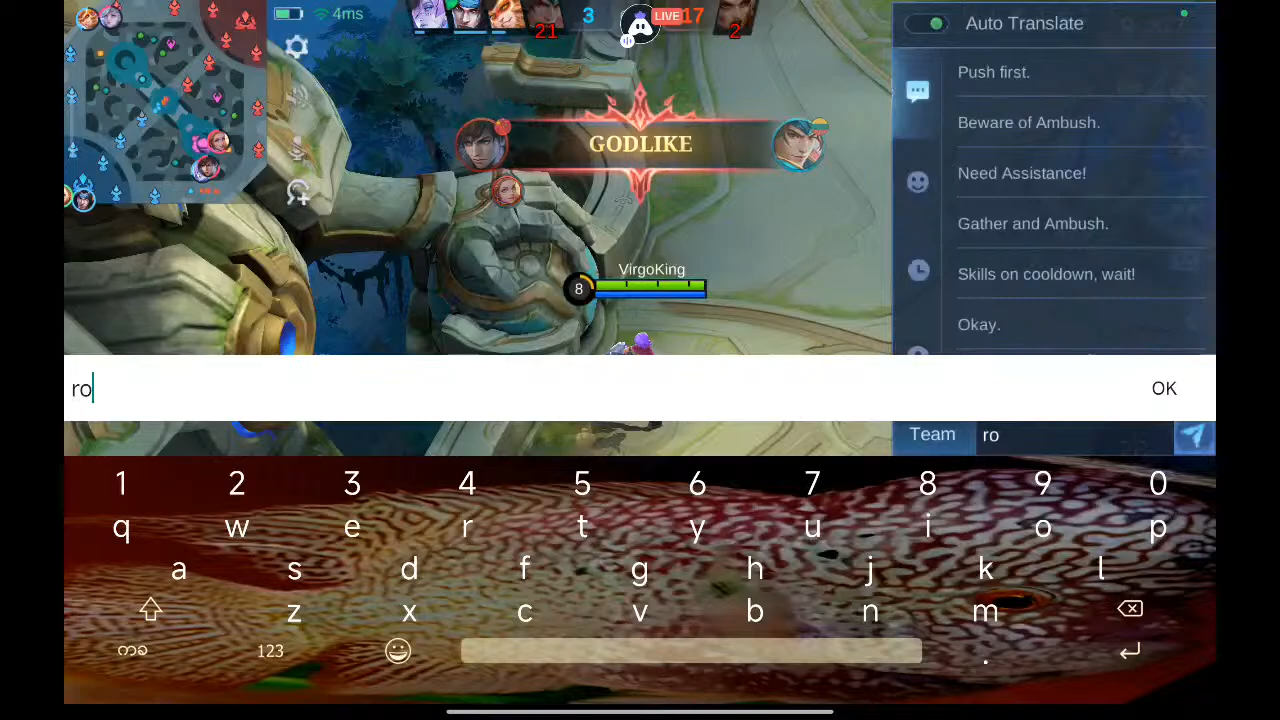 4ms
21
3
LIVE
17
2
GODLIKE
VirgoKing
8
Auto Translate
Push first.
Beware of Ambush.
Need Assistance!
Gather and Ambush.
Skills on cooldown, wait!
Okay.
ro
OK
Team
ro
1 2 3 4 5 6 7 8 9 0
q w e r t y u i o p
a s d f g h j k l
z x c v b n m
ကခ 123 .